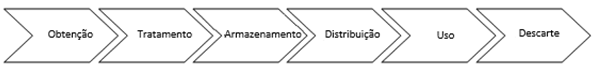 Obtenção
Tratamento
Armazenamento
Distribuição
Uso
Descarte